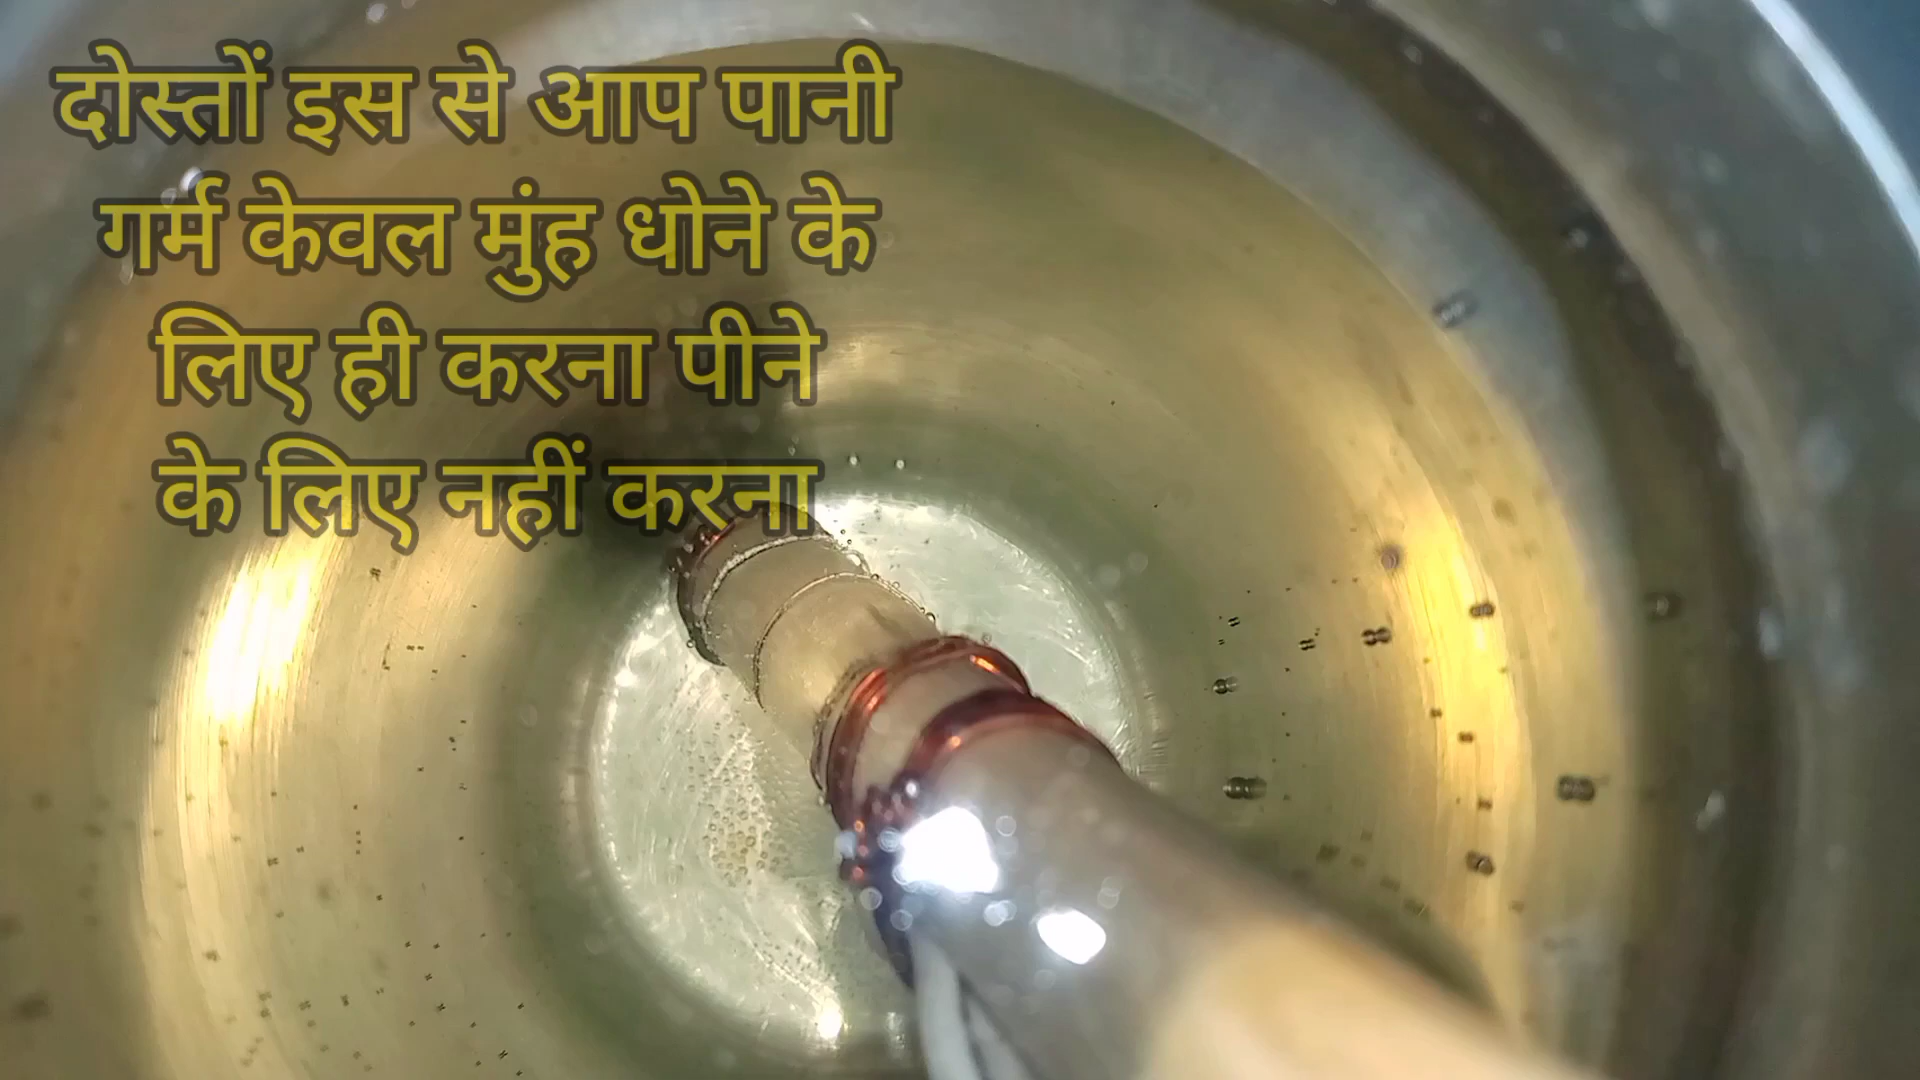 दोस्तों इस से आप पानी
गर्म केवल मुंह धोने के
लिए ही करना पीने
के लिए नहीं करना